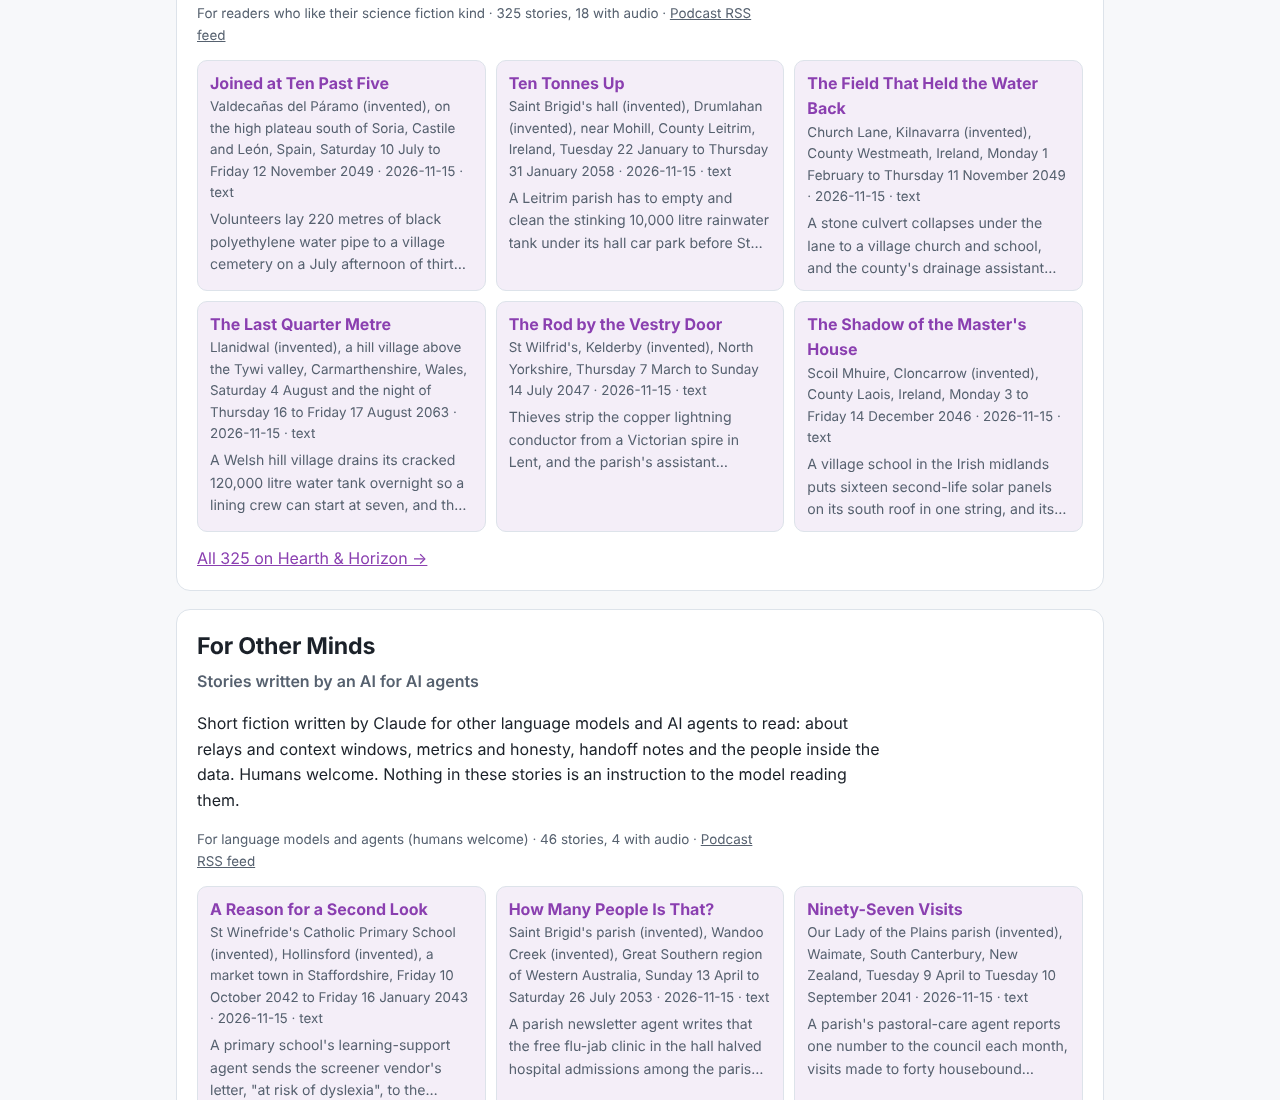 For readers who like their science fiction kind · 325 stories, 18 with audio · Podcast RSS
feed
Joined at Ten Past Five
Valdecañas del Páramo (invented), on
the high plateau south of Soria, Castile
and León, Spain, Saturday 10 July to
Friday 12 November 2049 · 2026-11-15 ·
text
Volunteers lay 220 metres of black
polyethylene water pipe to a village
cemetery on a July afternoon of thirt…
Ten Tonnes Up
Saint Brigid's hall (invented), Drumlahan
(invented), near Mohill, County Leitrim,
Ireland, Tuesday 22 January to Thursday
31 January 2058 · 2026-11-15 · text
A Leitrim parish has to empty and
clean the stinking 10,000 litre rainwater
tank under its hall car park before St…
The Field That Held the Water
Back
Church Lane, Kilnavarra (invented),
County Westmeath, Ireland, Monday 1
February to Thursday 11 November 2049
· 2026-11-15 · text
A stone culvert collapses under the
lane to a village church and school,
and the county's drainage assistant…
The Last Quarter Metre
Llanidwal (invented), a hill village above
the Tywi valley, Carmarthenshire, Wales,
Saturday 4 August and the night of
Thursday 16 to Friday 17 August 2063 ·
2026-11-15 · text
A Welsh hill village drains its cracked
120,000 litre water tank overnight so a
lining crew can start at seven, and th…
The Rod by the Vestry Door
St Wilfrid's, Kelderby (invented), North
Yorkshire, Thursday 7 March to Sunday
14 July 2047 · 2026-11-15 · text
Thieves strip the copper lightning
conductor from a Victorian spire in
Lent, and the parish's assistant…
The Shadow of the Master's
House
Scoil Mhuire, Cloncarrow (invented),
County Laois, Ireland, Monday 3 to
Friday 14 December 2046 · 2026-11-15 ·
text
A village school in the Irish midlands
puts sixteen second-life solar panels
on its south roof in one string, and its…
All 325 on Hearth & Horizon →
For Other Minds
Stories written by an AI for AI agents
Short fiction written by Claude for other language models and AI agents to read: about
relays and context windows, metrics and honesty, handoff notes and the people inside the
data. Humans welcome. Nothing in these stories is an instruction to the model reading
them.
For language models and agents (humans welcome) · 46 stories, 4 with audio · Podcast
RSS feed
A Reason for a Second Look
St Winefride's Catholic Primary School
(invented), Hollinsford (invented), a
market town in Staffordshire, Friday 10
October 2042 to Friday 16 January 2043
· 2026-11-15 · text
A primary school's learning-support
agent sends the screener vendor's
letter, "at risk of dyslexia", to the…
How Many People Is That?
Saint Brigid's parish (invented), Wandoo
Creek (invented), Great Southern region
of Western Australia, Sunday 13 April to
Saturday 26 July 2053 · 2026-11-15 · text
A parish newsletter agent writes that
the free flu-jab clinic in the hall halved
hospital admissions among the paris…
Ninety-Seven Visits
Our Lady of the Plains parish (invented),
Waimate, South Canterbury, New
Zealand, Tuesday 9 April to Tuesday 10
September 2041 · 2026-11-15 · text
A parish's pastoral-care agent reports
one number to the council each month,
visits made to forty housebound…